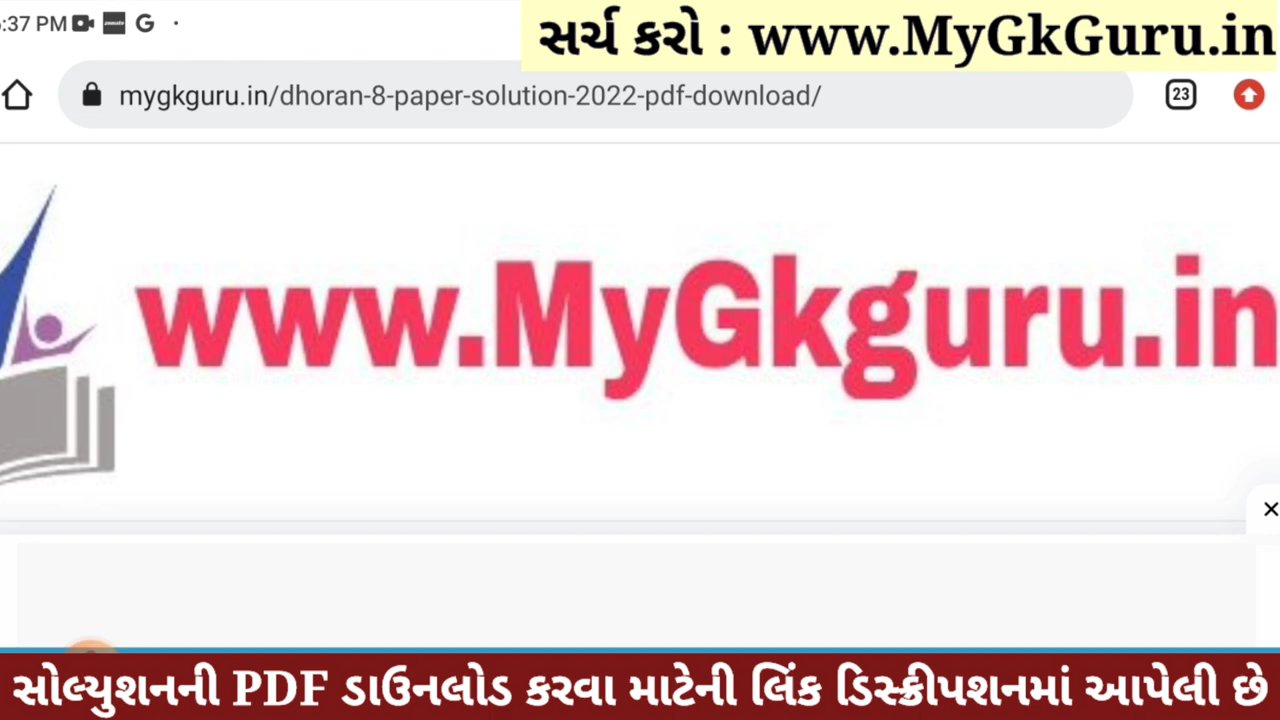 :37 PM
સર્ચ કરો : www.MyGkGuru.in
mygkguru.in/dhoran-8-paper-solution-2022-pdf-download/
23
www.MyGkguru.in
સોલ્યુશનની PDF ડાઉનલોડ કરવા માટેની લિંક ડિસ્ક્રીપશનમાં આપેલી છે